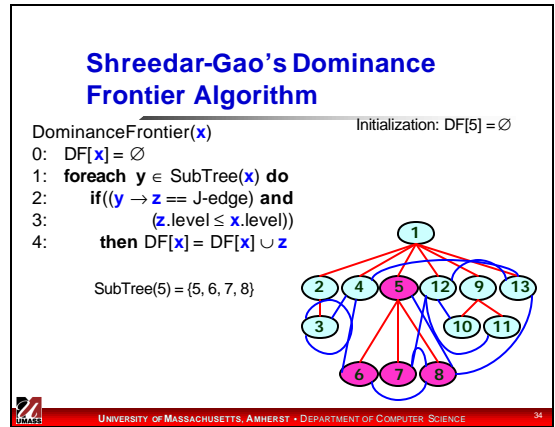 Shreedar-Gao's Dominance
Frontier Algorithm
Initialization: DF[5] = ∅
DominanceFrontier(x)
0: DF[x] = ∅
1: foreach y ∈ SubTree(x) do
2: if((y → z == J-edge) and
3: (z.level ≤ x.level))
4: then DF[x] = DF[x] ∪ z
SubTree(5) = {5, 6, 7, 8}
1
2 4 5 12 9 13
3 10 11
6 7 8
UMASS
UNIVERSITY OF MASSACHUSETTS, AMHERST • DEPARTMENT OF COMPUTER SCIENCE
34